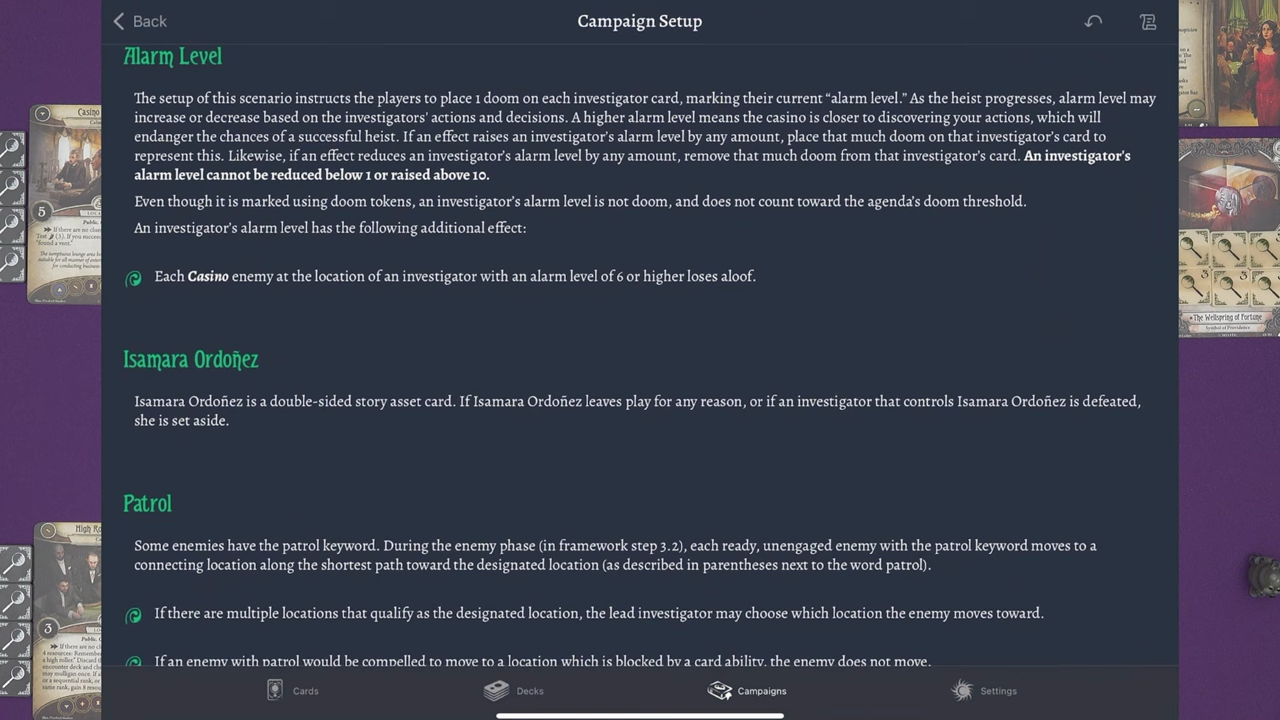 Back
Campaign Setup
Alarm Level
The setup of this scenario instructs the players to place 1 doom on each investigator card, marking their current “alarm level.” As the heist progresses, alarm level may
increase or decrease based on the investigators' actions and decisions. A higher alarm level means the casino is closer to discovering your actions, which will
endanger the chances of a successful heist. If an effect raises an investigator's alarm level by any amount, place that much doom on that investigator's card to
represent this. Likewise, if an effect reduces an investigator's alarm level by any amount, remove that much doom from that investigator's card. An investigator's
alarm level cannot be reduced below 1 or raised above 10.
Even though it is marked using doom tokens, an investigator's alarm level is not doom, and does not count toward the agenda's doom threshold.
An investigator's alarm level has the following additional effect:
Each Casino enemy at the location of an investigator with an alarm level of 6 or higher loses aloof.
Isamara Ordoñez
Isamara Ordoñez is a double-sided story asset card. If Isamara Ordoñez leaves play for any reason, or if an investigator that controls Isamara Ordoñez is defeated,
she is set aside.
Patrol
Some enemies have the patrol keyword. During the enemy phase (in framework step 3.2), each ready, unengaged enemy with the patrol keyword moves to a
connecting location along the shortest path toward the designated location (as described in parentheses next to the word patrol).
If there are multiple locations that qualify as the designated location, the lead investigator may choose which location the enemy moves toward.
If an enemy with patrol would be compelled to move to a location which is blocked by a card ability, the enemy does not move.
Cards
Decks
Campaigns
Settings
Casino
5
High Ro
3
The Wellspring of Fortune
Symbol of Providence